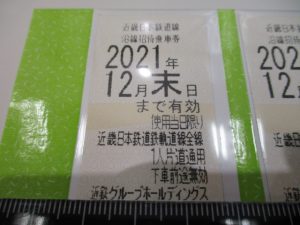 近畿日本鉄道線
沿線招待乗車券
2021年
12月末日
まで有効
(使用当日限り)
近畿日本鉄道鉄軌道線全線
1人片道通用
下車前途無効
近鉄グループホールディングス
202
12